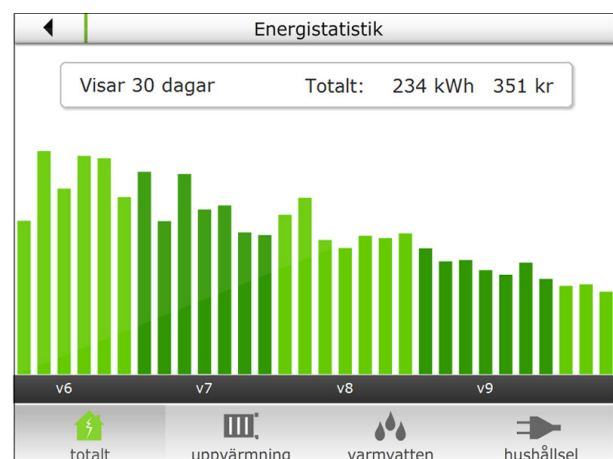 Energistatistik
Visar 30 dagar Totalt: 234 kWh 351 kr
v6 v7 v8 v9
totalt uppvärmning varmvatten hushållsel